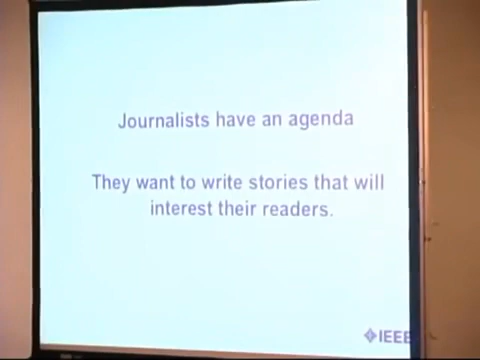 Journalists have an agenda
They want to write stories that will
interest their readers.
IEEE